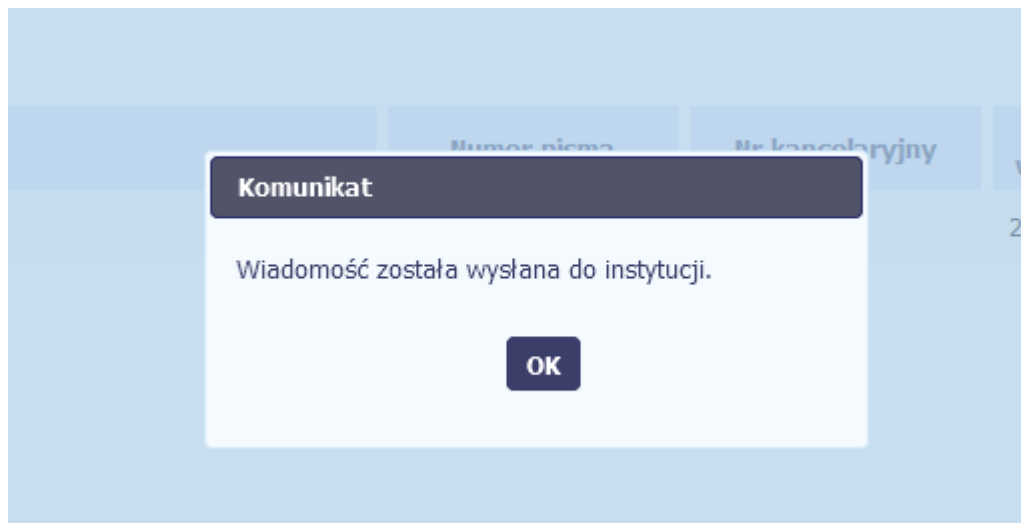 Numer pisma
Nr kancelaryjny
Komunikat
Wiadomość została wysłana do instytucji.
OK